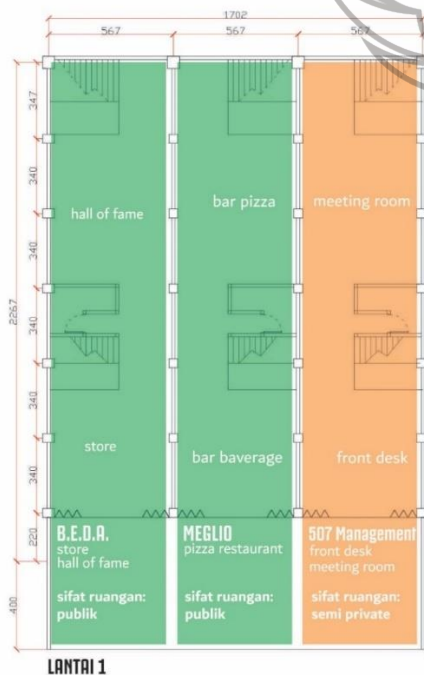 1702
567
567
567
347
340
340
340
340
340
2267
220
400
hall of fame
bar pizza
meeting room
store
bar baverage
front desk
B.E.D.A.
store
hall of fame
sifat ruangan:
publik
MEGLIO
pizza restaurant
sifat ruangan:
publik
507 Management
front desk
meeting room
sifat ruangan:
semi private
LANTAI 1